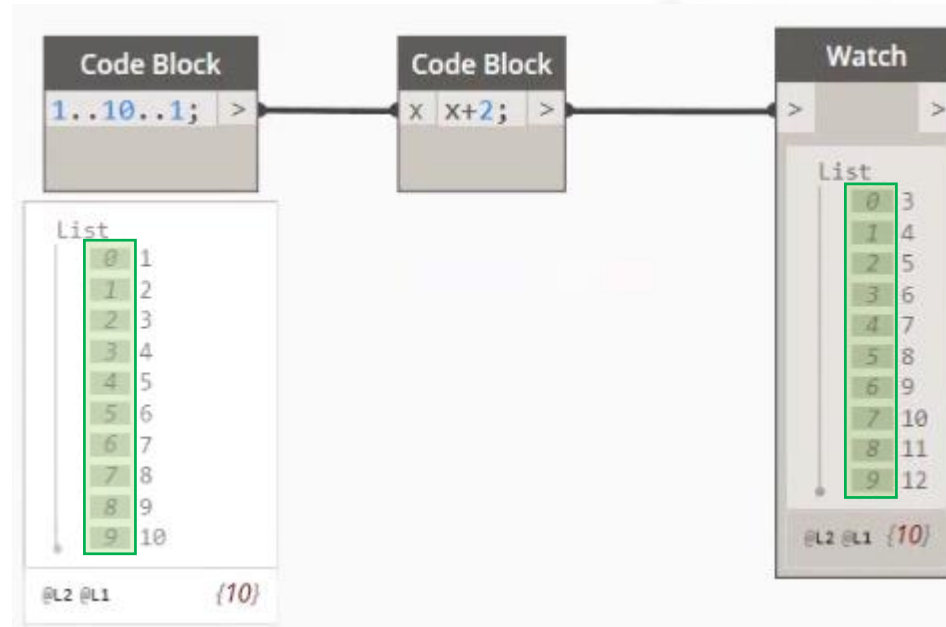 Code Block
1..10..1; >
List
0 1
1 2
2 3
3 4
4 5
5 6
6 7
7 8
8 9
9 10
@L2 @L1 {10}
Code Block
x x+2; >
Watch
> >
List
0 3
1 4
2 5
3 6
4 7
5 8
6 9
7 10
8 11
9 12
@L2 @L1 {10}